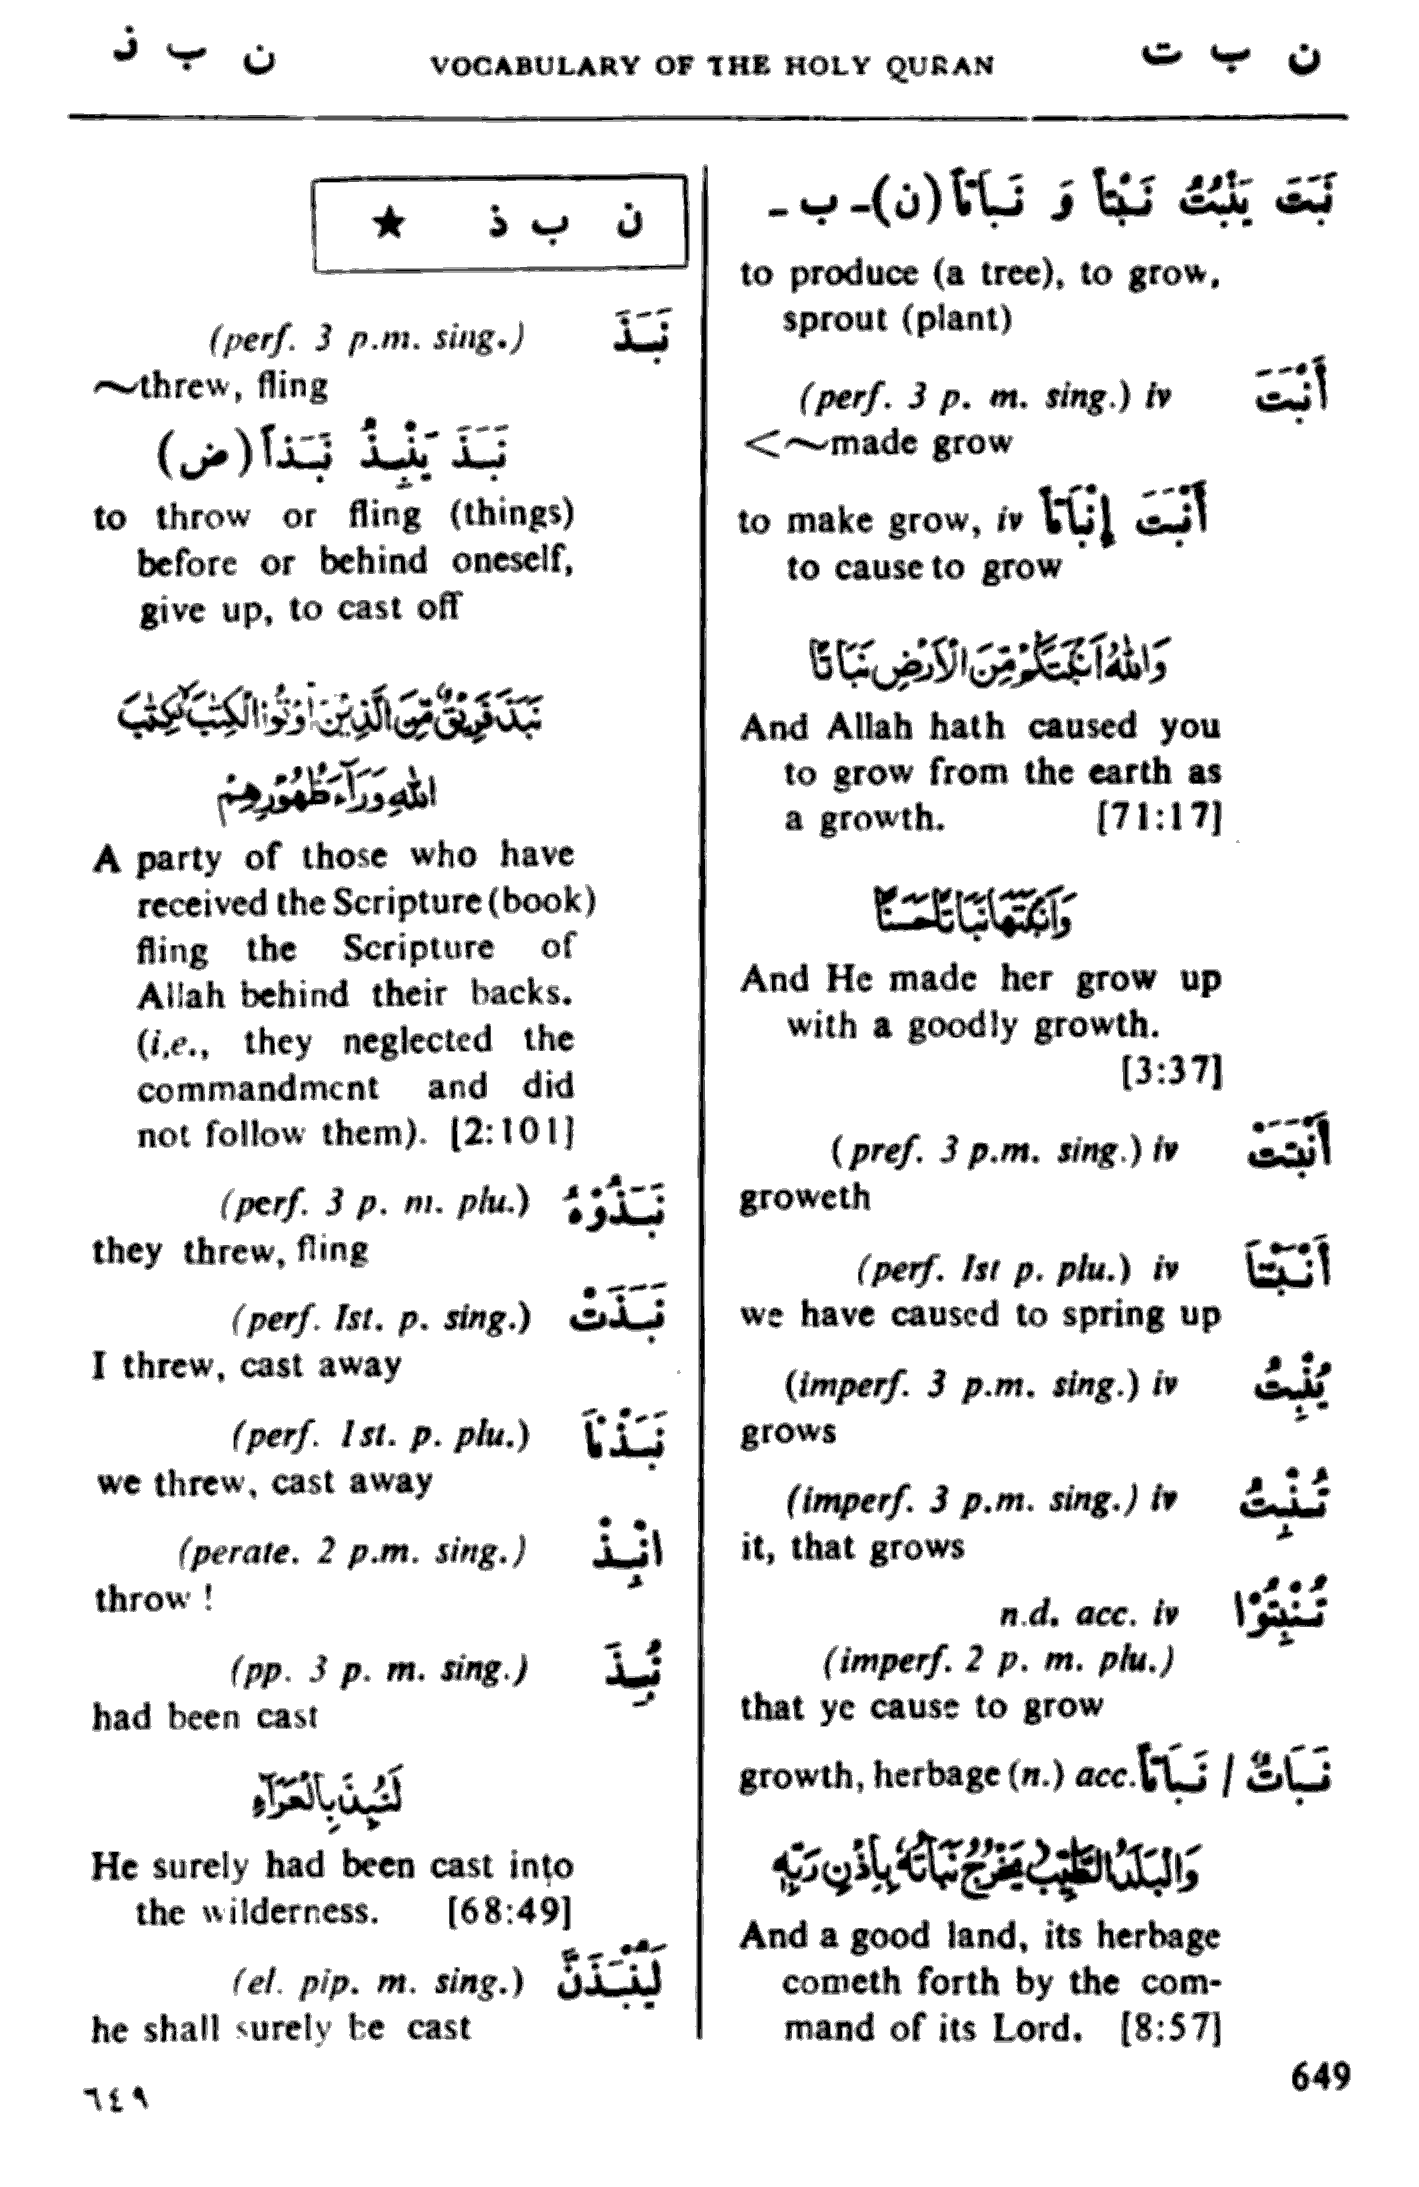 ن ب ذ VOCABULARY OF THE HOLY QURAN ن ب ت
نَبَتَ يَنْبُتُ نَبْتاً وَ نَبَاتاً (ن) - ب -
to produce (a tree), to grow,
sprout (plant)
(perf. 3 p. m. sing.) iv أَنْبَتَ
<~made grow
to make grow, iv أَنْبَتَ إِنْبَاتاً
to cause to grow
وَاللّٰهُ اَنْۢبَتَكُمْ مِّنَ الْاَرْضِ نَبَاتًا
And Allah hath caused you
to grow from the earth as
a growth. [71:17]
وَاَنْۢبَتَهَا نَبَاتًا حَسَنًا
And He made her grow up
with a goodly growth.
[3:37]
(pref. 3 p.m. sing.) iv أَنْبَتَتْ
groweth
(perf. Ist p. plu.) iv أَنْبَتْنَا
we have caused to spring up
(imperf. 3 p.m. sing.) iv يُنْبِتُ
grows
(imperf. 3 p.m. sing.) iv تُنْبِتُ
it, that grows
n.d. acc. iv تُنْبِتُوْا
(imperf. 2 p. m. plu.)
that ye cause to grow
growth, herbage (n.) acc. نَبَاتٌ / نَبَاتاً
وَالْبَلَدُ الطَّيِّبُ يَخْرُجُ نَبَاتُهٗ بِاِذْنِ رَبِّهٖ
And a good land, its herbage
cometh forth by the com-
mand of its Lord. [8:57]
ن ب ذ ★
(perf. 3 p.m. sing.) نَبَذَ
~threw, fling
نَبَذَ يَنْبِذُ نَبْذاً (ض)
to throw or fling (things)
before or behind oneself,
give up, to cast off
نَبَذَ فَرِيْقٌ مِّنَ الَّذِيْنَ اُوْتُوا الْكِتٰبَ كِتٰبَ
اللّٰهِ وَرَآءَ ظُهُوْرِهِمْ
A party of those who have
received the Scripture (book)
fling the Scripture of
Allah behind their backs.
(i,e., they neglected the
commandment and did
not follow them). [2:101]
(perf. 3 p. m. plu.) نَبَذُوْهُ
they threw, fling
(perf. Ist. p. sing.) نَبَذَتْ
I threw, cast away
(perf. 1st. p. plu.) نَبَذْنَا
we threw, cast away
(perate. 2 p.m. sing.) انْبِذْ
throw !
(pp. 3 p. m. sing.) نُبِذَ
had been cast
لَنُبِذَ بِالْعَرَآءِ
He surely had been cast into
the wilderness. [68:49]
(el. pip. m. sing.) لَيُنْبَذَنَّ
he shall surely be cast
٦٤٩
649